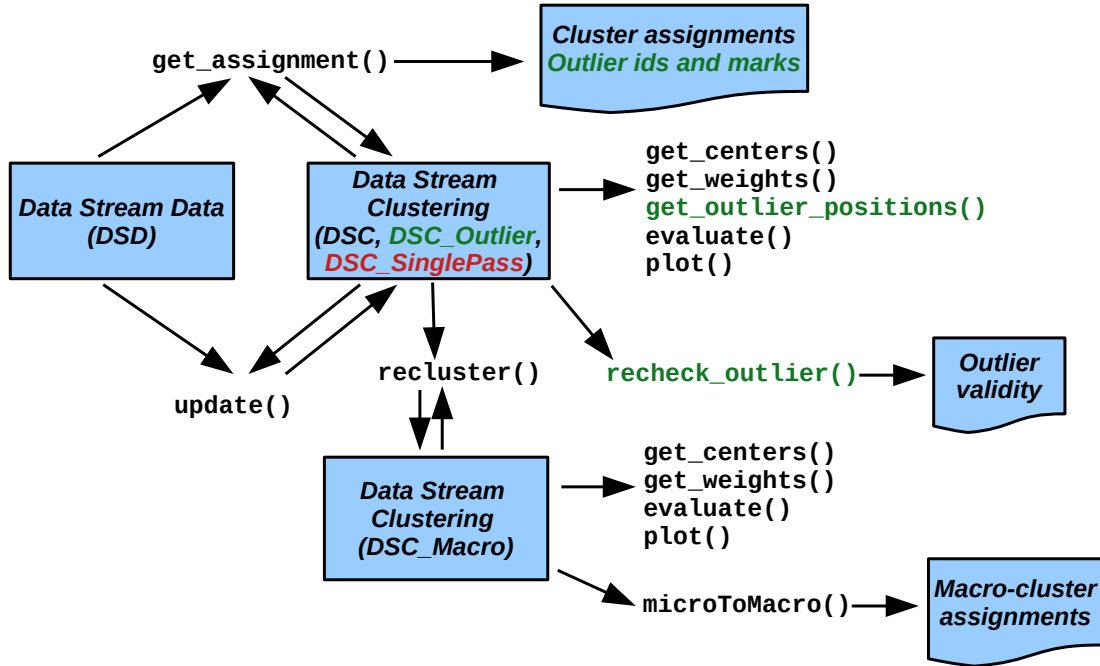 get_assignment()
Cluster assignments
Outlier ids and marks
Data Stream Data
(DSD)
Data Stream
Clustering
(DSC, DSC_Outlier,
DSC_SinglePass)
get_centers()
get_weights()
get_outlier_positions()
evaluate()
plot()
update()
recluster()
recheck_outlier()
Outlier
validity
Data Stream
Clustering
(DSC_Macro)
get_centers()
get_weights()
evaluate()
plot()
microToMacro()
Macro-cluster
assignments